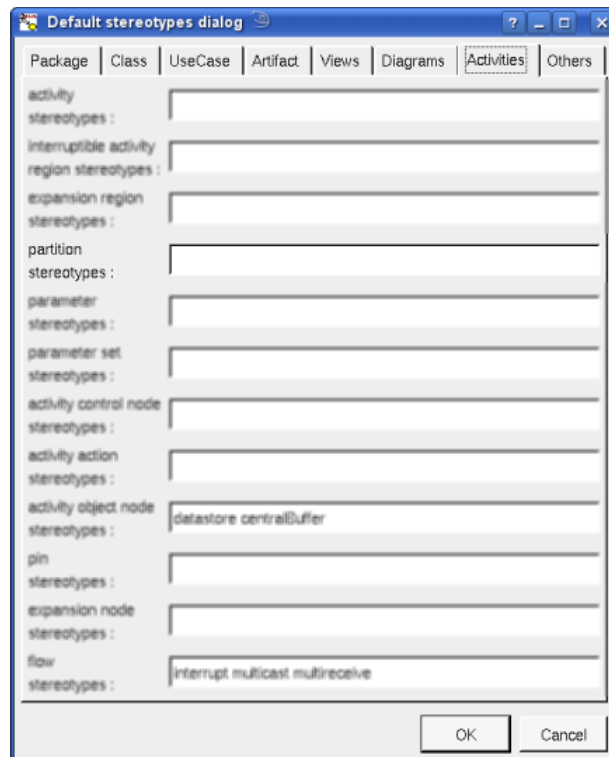 Default stereotypes dialog
Package Class UseCase Artifact Views Diagrams Activities Others
activity
stereotypes :
interruptible activity
region stereotypes :
expansion region
stereotypes :
partition
stereotypes :
parameter
stereotypes :
parameter set
stereotypes :
activity control node
stereotypes :
activity action
stereotypes :
activity object node
stereotypes :
datastore centralBuffer
pin
stereotypes :
expansion node
stereotypes :
flow
stereotypes :
interrupt multicast multireceive
OK Cancel